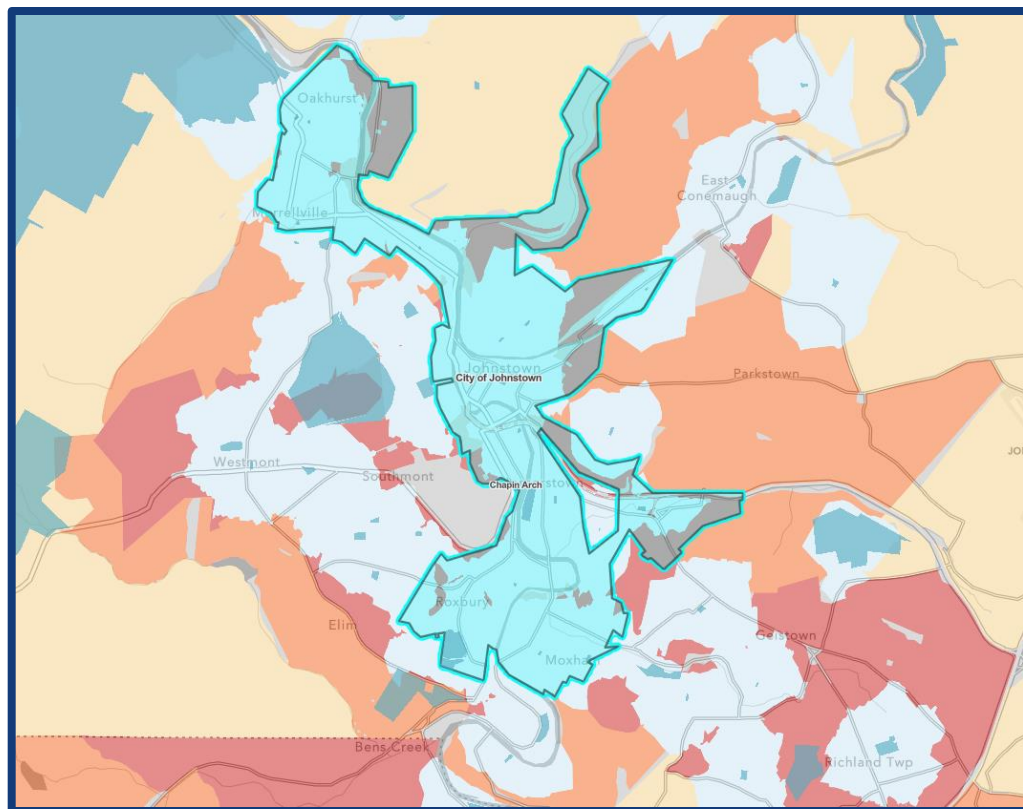 Oakhurst
Morrellville
East
Conemaugh
Johnstown
City of Johnstown
Parkstown
Westmont
Southmont
Chapin Arch
Roxbury
Elim
Moxham
Geistown
Bens Creek
Richland Twp